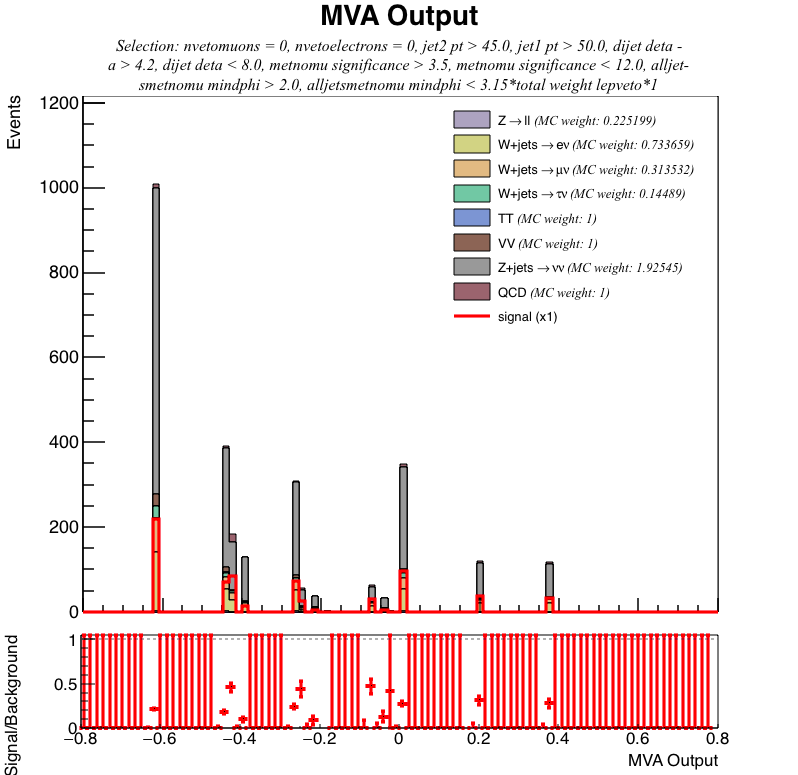 MVA Output
Selection: nvetomuons = 0, nvetoelectrons = 0, jet2 pt > 45.0, jet1 pt > 50.0, dijet deta -
a > 4.2, dijet deta < 8.0, metnomu significance > 3.5, metnomu significance < 12.0, alljet-
smetnomu mindphi > 2.0, alljetsmetnomu mindphi < 3.15*total weight lepveto*1
Events
1200
1000
800
600
400
200
0
Z→ll (MC weight: 0.225199)
W+jets→eν (MC weight: 0.733659)
W+jets→μν (MC weight: 0.313532)
W+jets→τν (MC weight: 0.14489)
TT (MC weight: 1)
VV (MC weight: 1)
Z+jets→νν (MC weight: 1.92545)
QCD (MC weight: 1)
signal (x1)
Signal/Background
1
0.5
0
−0.8 −0.6 −0.4 −0.2 0 0.2 0.4 0.6 0.8
MVA Output